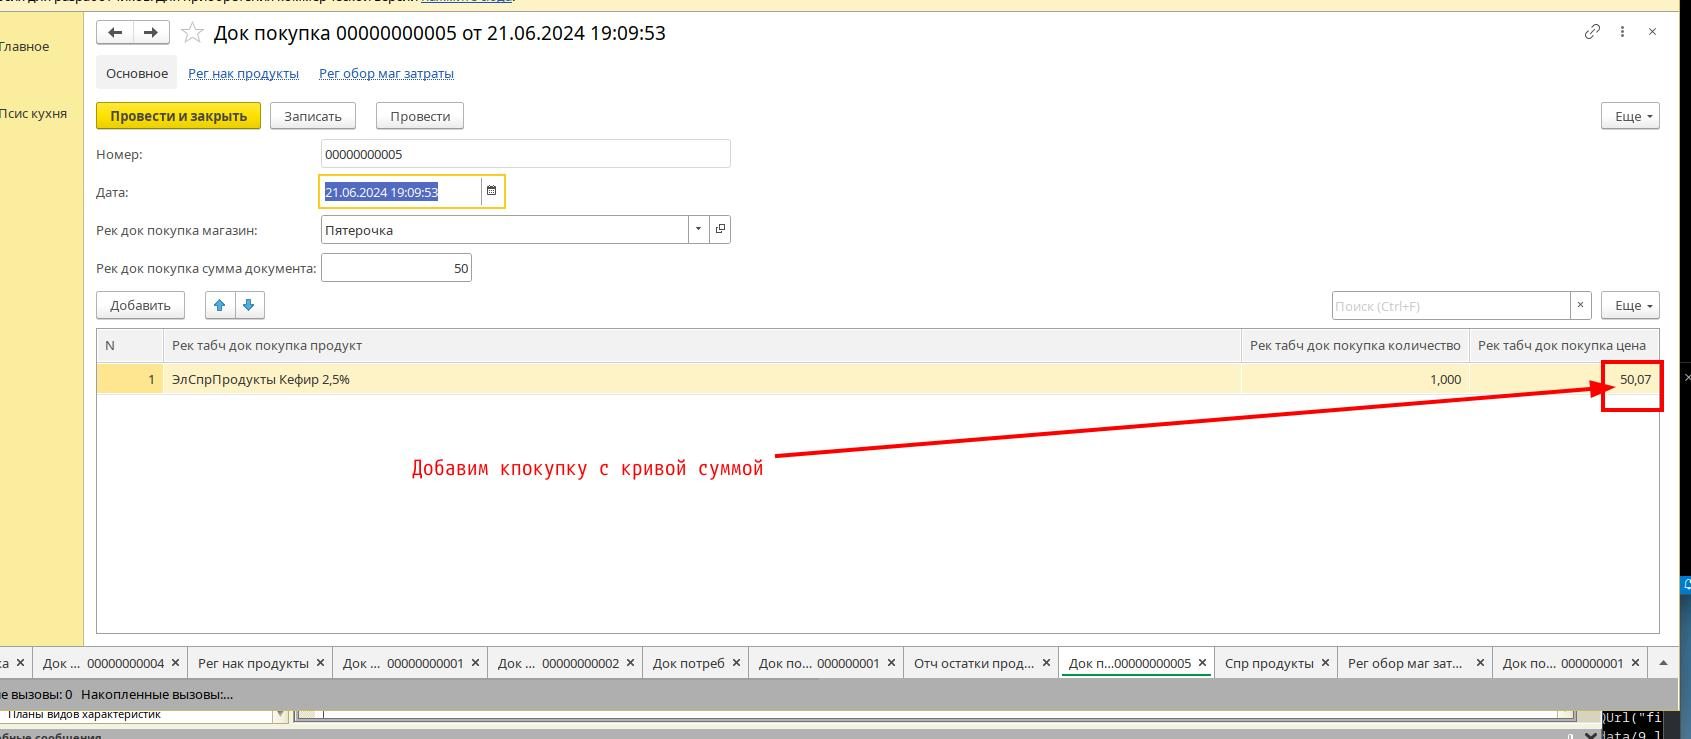 Главное
Псис кухня
Док покупка 00000000005 от 21.06.2024 19:09:53
Основное Рег нак продукты Рег обор маг затраты
Провести и закрыть Записать Провести Еще
Номер: 00000000005
Дата: 21.06.2024 19:09:53
Рек док покупка магазин: Пятерочка
Рек док покупка сумма документа: 50
Добавить Поиск (Ctrl+F) × Еще
N Рек табч док покупка продукт Рек табч док покупка количество Рек табч док покупка цена
1 ЭлСпрПродукты Кефир 2,5% 1,000 50,07
Добавим кпокупку с кривой суммой
ка × Док ... 00000000004 × Рег нак продукты × Док ... 00000000001 × Док ... 00000000002 × Док потреб × Док по... 000000001 × Отч остатки прод... × Док п...00000000005 × Спр продукты × Рег обор маг зат... × Док по... 000000001 ×
е вызовы: 0 Накопленные вызовы:...
Планы видов характеристик
QUrl("fi
бные сообщения
data/9_l